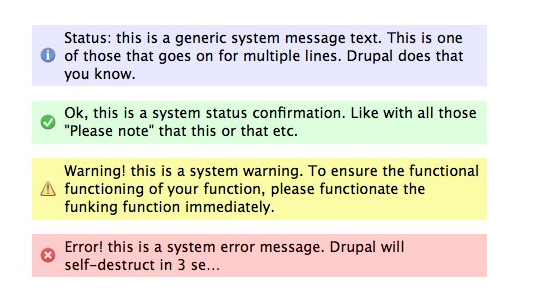 Status: this is a generic system message text. This is one
of those that goes on for multiple lines. Drupal does that
you know.
Ok, this is a system status confirmation. Like with all those
"Please note" that this or that etc.
Warning! this is a system warning. To ensure the functional
functioning of your function, please functionate the
funking function immediately.
Error! this is a system error message. Drupal will
self-destruct in 3 se...